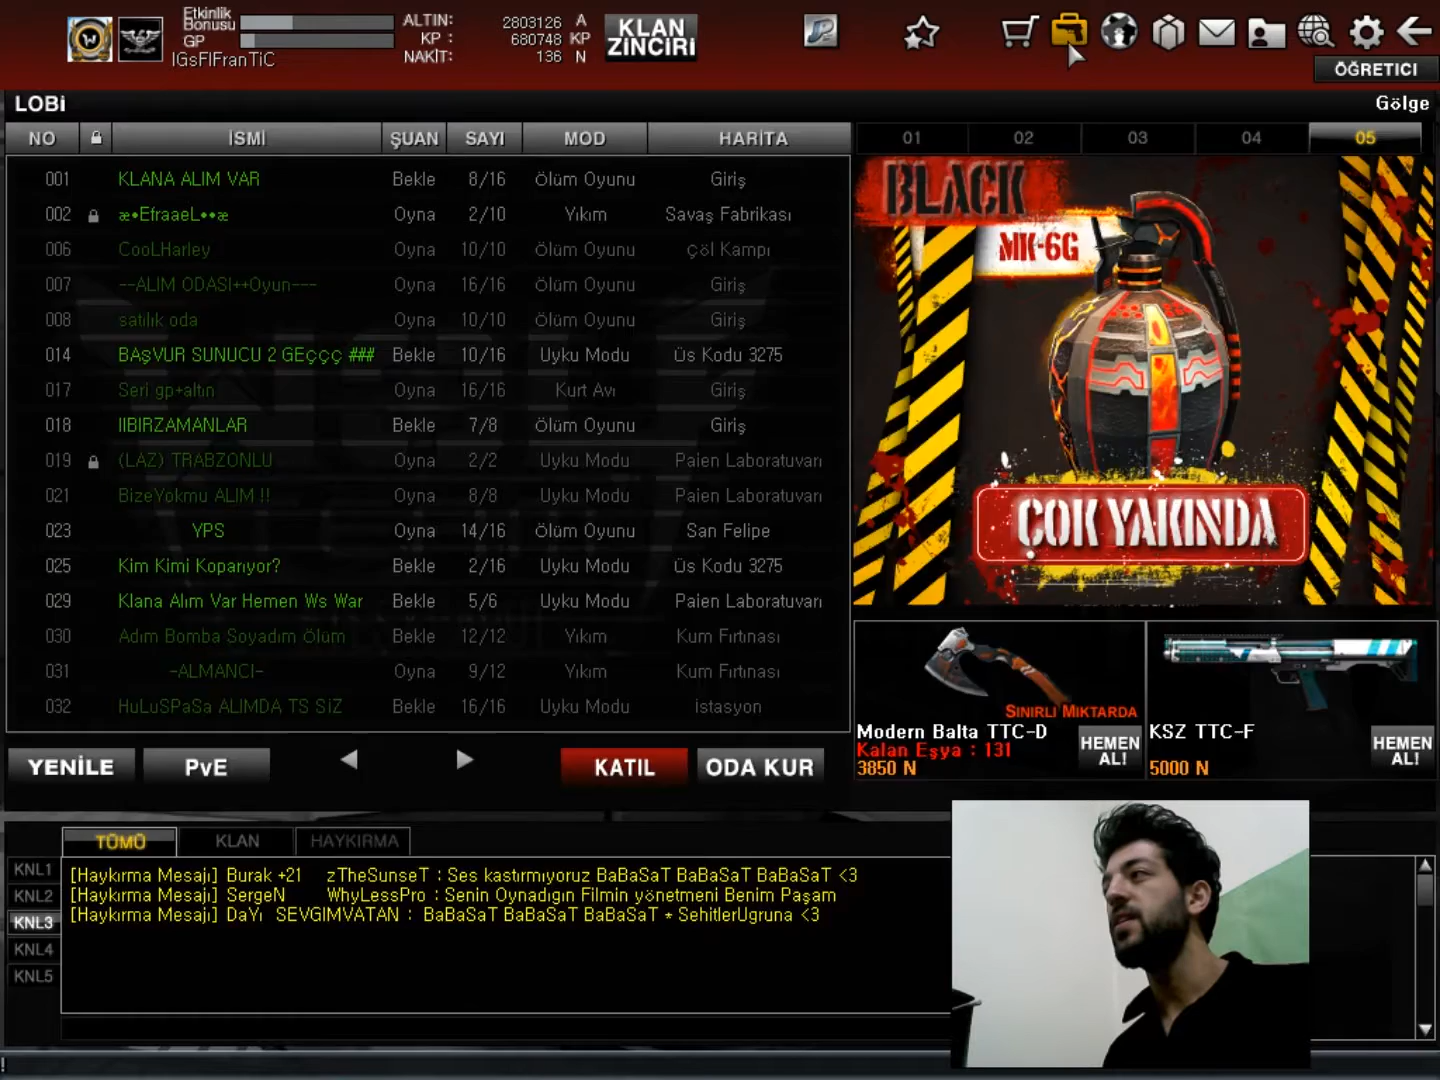 Etkinlik
Bonusu
GP
IGsFIFranTiC
ALTIN: 2803126 A
KP : 680748 KP
NAKİT: 136 N
KLAN
ZİNCİRİ
ÖĞRETICI
LOBi
Gölge
NO İSMİ ŞUAN SAYI MOD HARİTA
01 02 03 04 05
001 KLANA ALIM VAR Bekle 8/16 Ölüm Oyunu Giriş
002 æ•EfraaeL••æ Oyna 2/10 Yıkım Savaş Fabrikası
006 CooLHarley Oyna 10/10 Ölüm Oyunu Çöl Kampı
007 --ALIM ODASI++Oyun--- Oyna 16/16 Ölüm Oyunu Giriş
008 satılık oda Oyna 10/10 Ölüm Oyunu Giriş
014 BAşVUR SUNUCU 2 GEççç ### Bekle 10/16 Uyku Modu Üs Kodu 3275
017 Seri gp+altın Oyna 16/16 Kurt Avı Giriş
018 IIBIRZAMANLAR Bekle 7/8 Ölüm Oyunu Giriş
019 (LAZ) TRABZONLU Oyna 2/2 Uyku Modu Paien Laboratuvarı
021 BizeYokmu ALIM !! Oyna 8/8 Uyku Modu Paien Laboratuvarı
023 YPS Oyna 14/16 Ölüm Oyunu San Felipe
025 Kim Kimi Koparıyor? Bekle 2/16 Uyku Modu Üs Kodu 3275
029 Klana Alım Var Hemen Ws War Bekle 5/6 Uyku Modu Paien Laboratuvarı
030 Adım Bomba Soyadım Ölüm Bekle 12/12 Yıkım Kum Fırtınası
031 -ALMANCI- Oyna 9/12 Yıkım Kum Fırtınası
032 HuLuSPaSa ALIMDA TS SiZ Bekle 16/16 Uyku Modu İstasyon
BLACK
MK-6G
ÇOK YAKINDA
SINIRLI MIKTARDA
Modern Balta TTC-D
Kalan Eşya : 131
3850 N
HEMEN
AL!
KSZ TTC-F
5000 N
HEMEN
AL!
YENİLE PvE KATIL ODA KUR
TÜMÜ KLAN HAYKIRMA
KNL1
KNL2
KNL3
KNL4
KNL5
[Haykırma Mesajı] Burak +21 zTheSunseT : Ses kastırmıyoruz BaBaSaT BaBaSaT BaBaSaT <3
[Haykırma Mesajı] SergeN WhyLessPro : Senin Oynadıgın Filmin yönetmeni Benim Paşam
[Haykırma Mesajı] DaYı SEVGIMVATAN : BaBaSaT BaBaSaT BaBaSaT * SehitlerUgruna <3